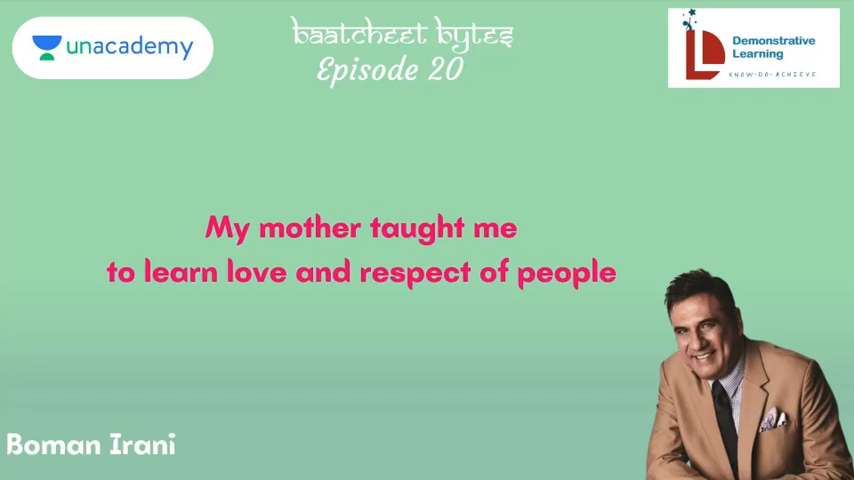 unacademy
baatcheet bytes
Episode 20
Demonstrative
Learning
KNOW-DO-ACHIEVE
My mother taught me
to learn love and respect of people
Boman Irani